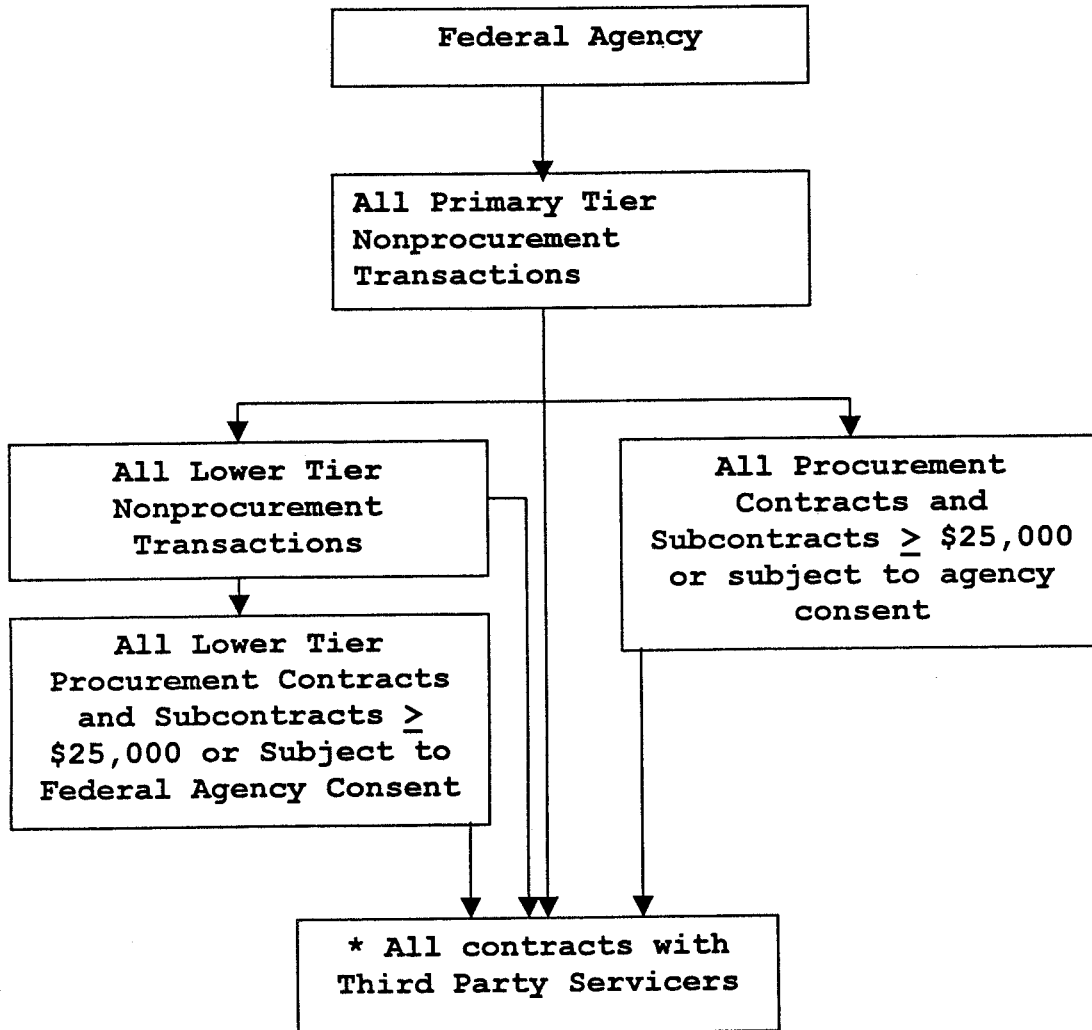 Federal Agency
All Primary Tier
Nonprocurement
Transactions
All Lower Tier
Nonprocurement
Transactions
All Procurement
Contracts and
Subcontracts ≥ $25,000
or subject to agency
consent
All Lower Tier
Procurement Contracts
and Subcontracts ≥
$25,000 or Subject to
Federal Agency Consent
* All contracts with
Third Party Servicers